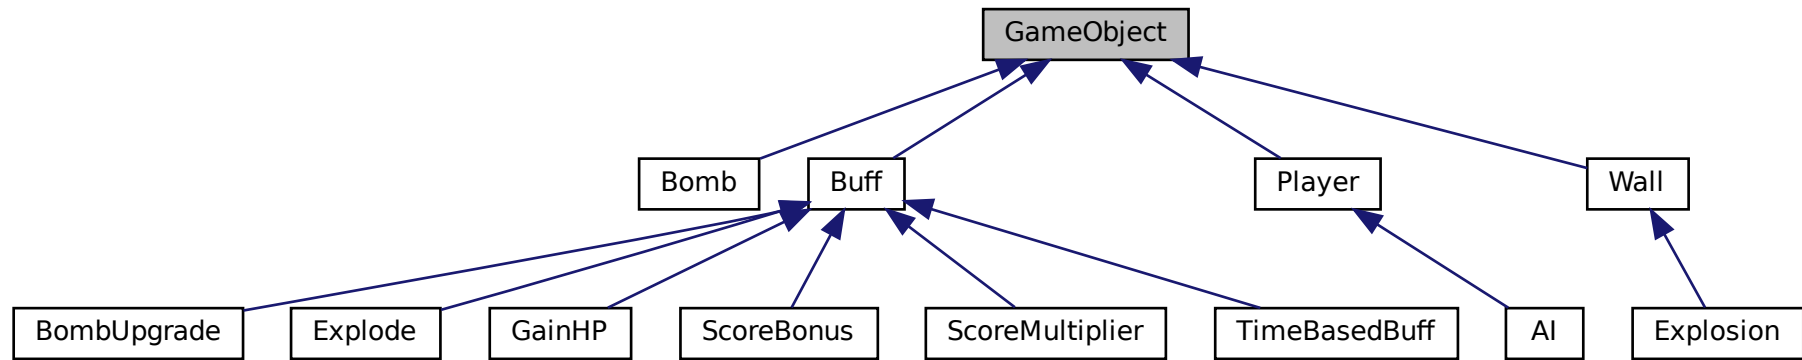 GameObject
Bomb
Buff
Player
Wall
BombUpgrade
Explode
GainHP
ScoreBonus
ScoreMultiplier
TimeBasedBuff
AI
Explosion